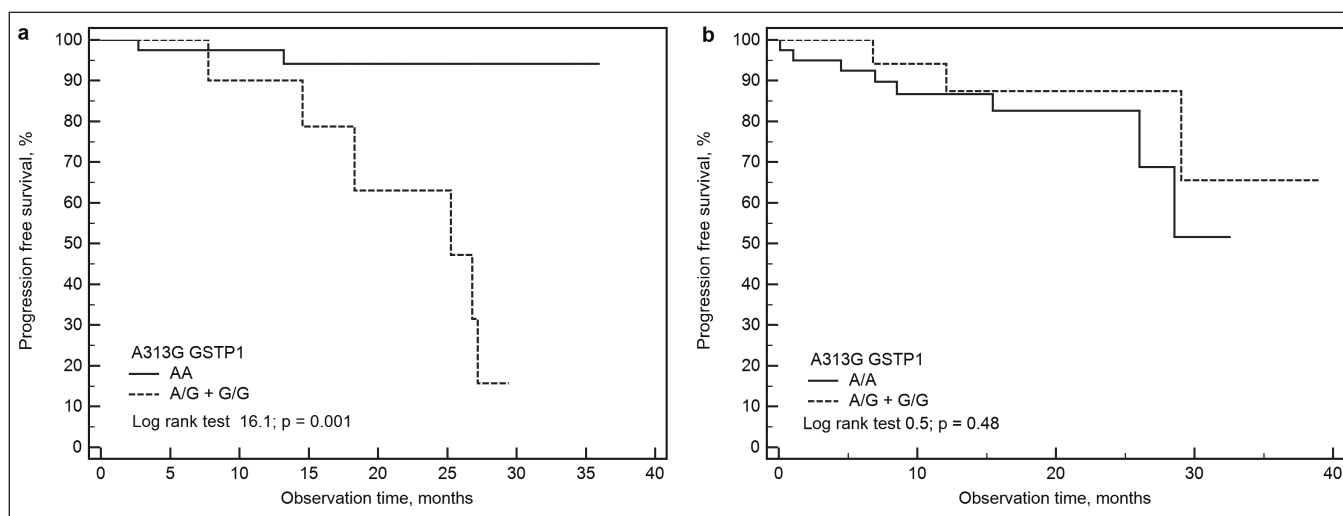 a
Progression free survival, %
100
90
80
70
60
50
40
30
20
10
0
A313G GSTP1
AA
A/G + G/G
Log rank test 16.1; p = 0.001
0 5 10 15 20 25 30 35 40
Observation time, months
b
Progression free survival, %
100
90
80
70
60
50
40
30
20
10
0
A313G GSTP1
A/A
A/G + G/G
Log rank test 0.5; p = 0.48
0 10 20 30 40
Observation time, months